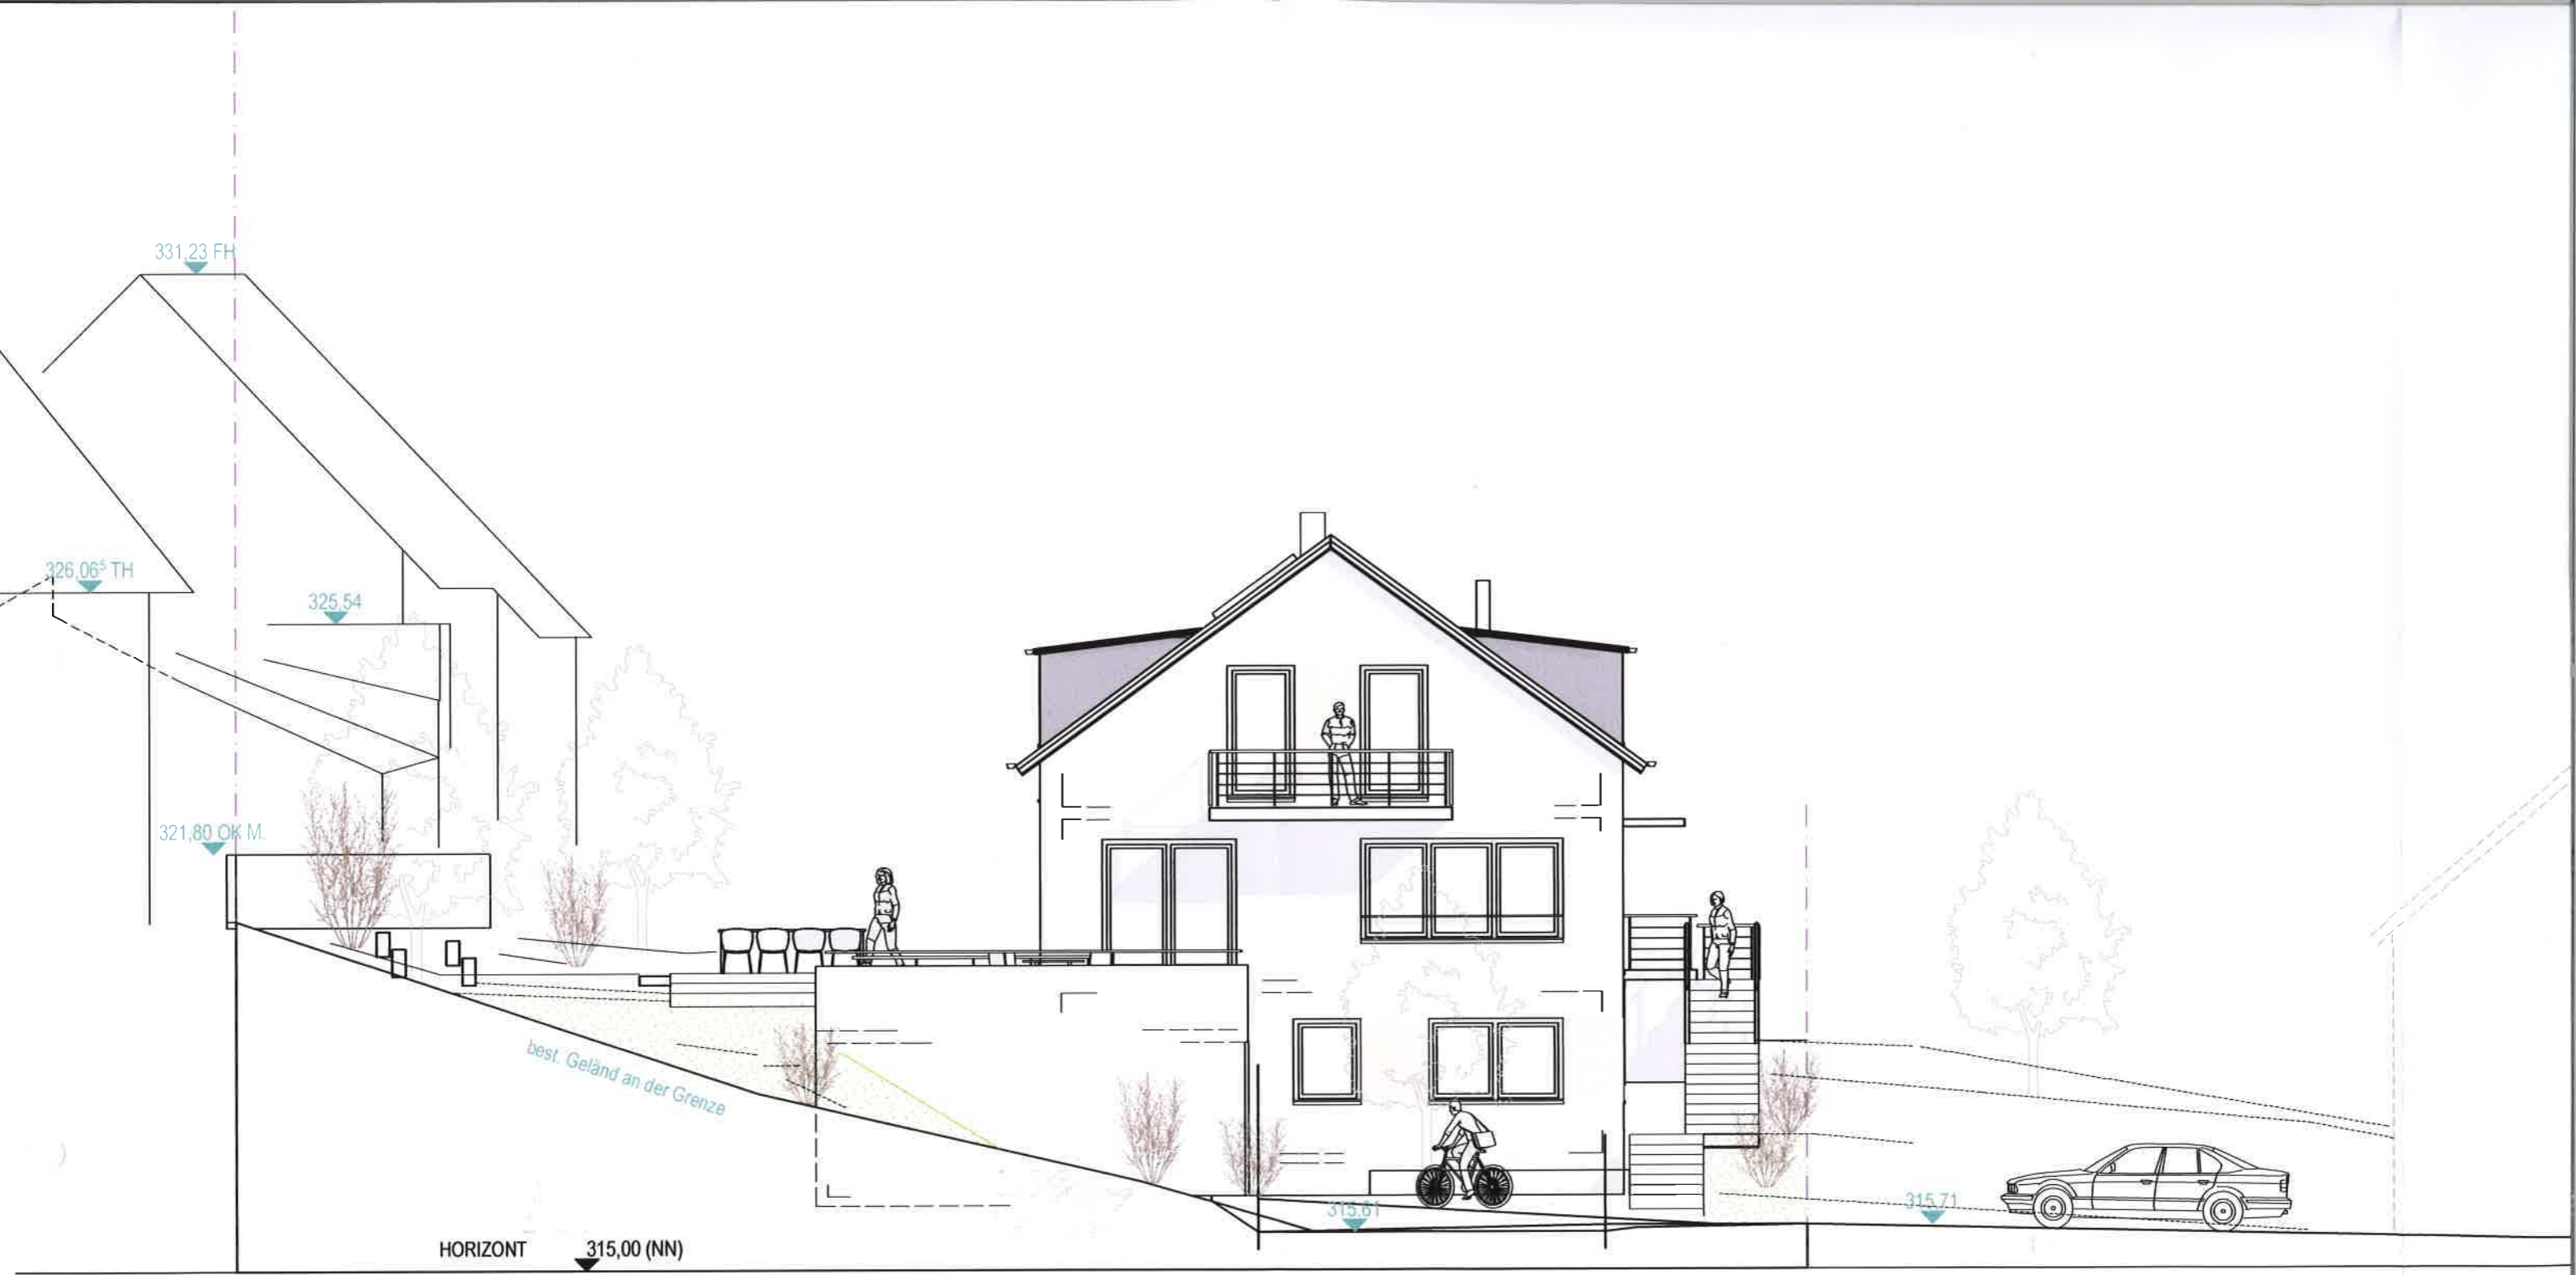 331,23 FH
326,06⁵ TH
325,54
321,80 OK M.
best. Geländ an der Grenze
315,61
315,71
HORIZONT 315,00 (NN)